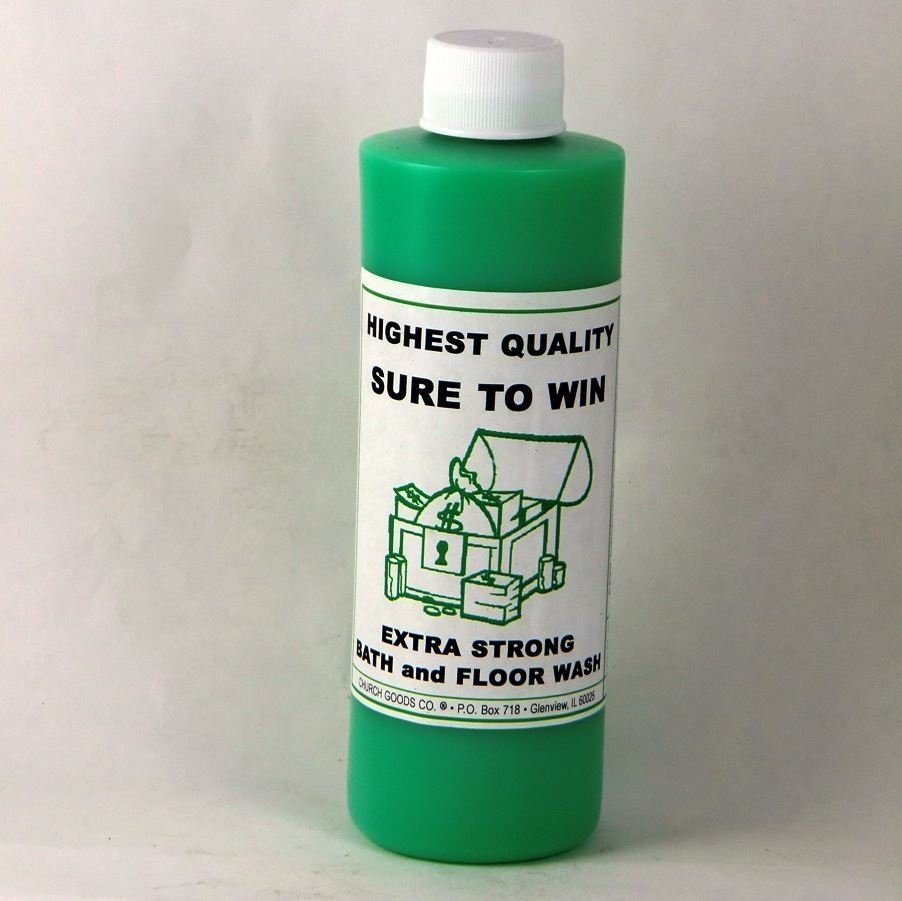 HIGHEST QUALITY
SURE TO WIN
$
EXTRA STRONG
BATH and FLOOR WASH
CHURCH GOODS CO. ® • P.O. Box 718 • Glenview, IL 60025